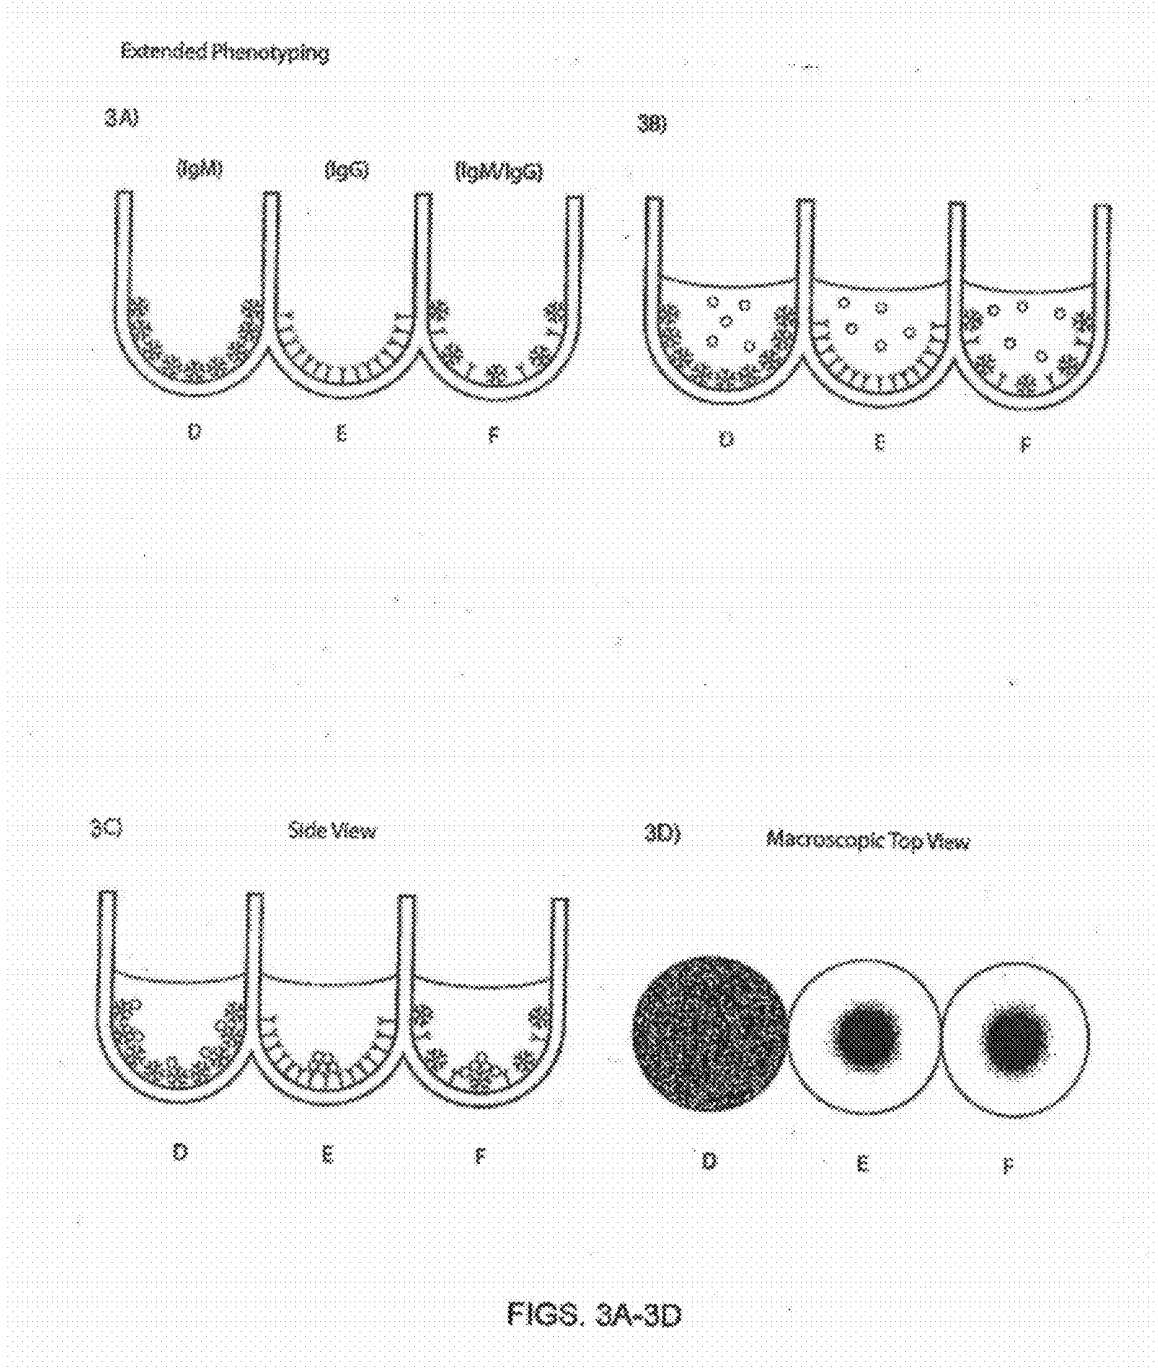 Extended Phenotyping
3A)
(IgM) (IgG) (IgM/IgG)
D E F
3B)
D E F
3C) Side View
D E F
3D) Macroscopic Top View
D E F
FIGS. 3A-3D